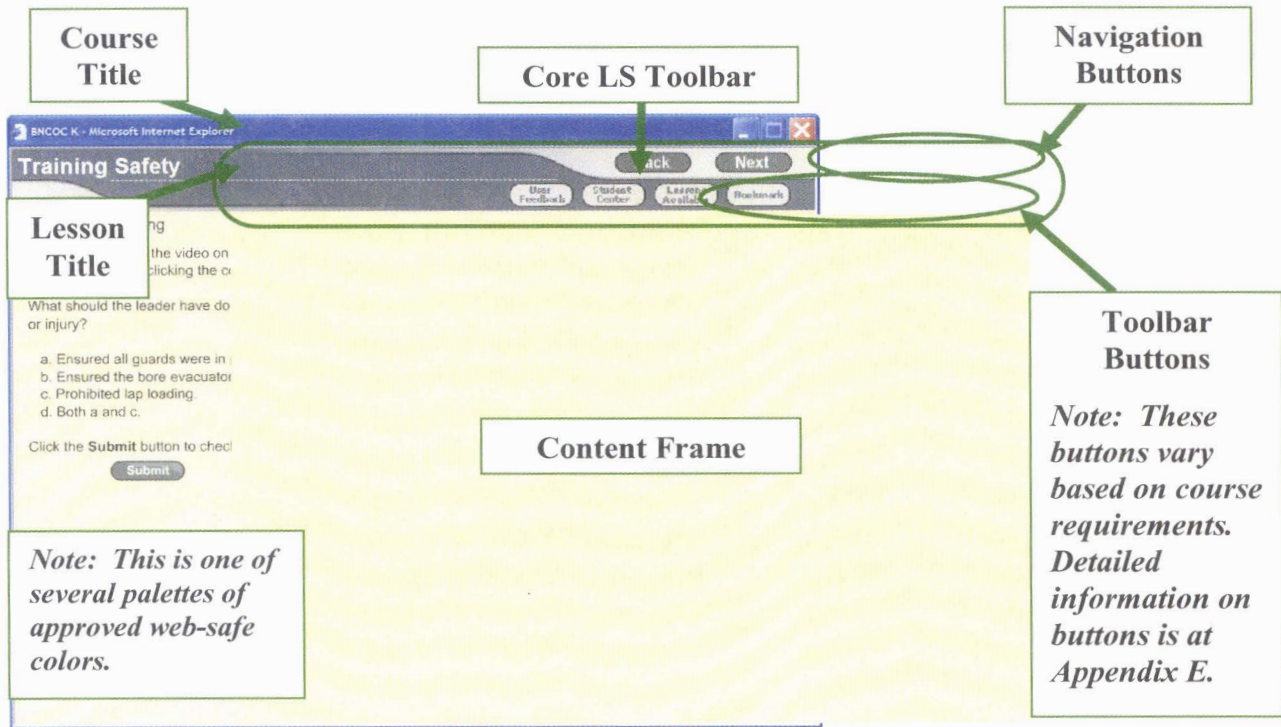 Course
Title
Core LS Toolbar
Navigation
Buttons
BNCOC K - Microsoft Internet Explorer
Training Safety
Next
User
Feedback
Student
Center
Lessons
Bookmark
Lesson
Title
ng
the video on
clicking the
What should the leader have do
or injury?
a. Ensured all guards were in
b. Ensured the bore evacuator
c. Prohibited lap loading.
d. Both a and c.
Click the Submit button to chec
Submit
Content Frame
Note: This is one of
several palettes of
approved web-safe
colors.
Toolbar
Buttons
Note: These
buttons vary
based on course
requirements.
Detailed
information on
buttons is at
Appendix E.